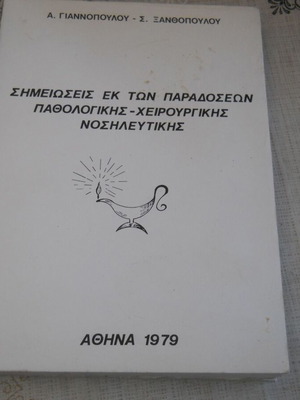 Α. ΓΙΑΝΝΟΠΟΥΛΟΥ - Σ. ΞΑΝΘΟΠΟΥΛΟΥ
ΣΗΜΕΙΩΣΕΙΣ ΕΚ ΤΩΝ ΠΑΡΑΔΟΣΕΩΝ
ΠΑΘΟΛΟΓΙΚΗΣ-ΧΕΙΡΟΥΡΓΙΚΗΣ
ΝΟΣΗΛΕΥΤΙΚΗΣ
ΑΘΗΝΑ 1979